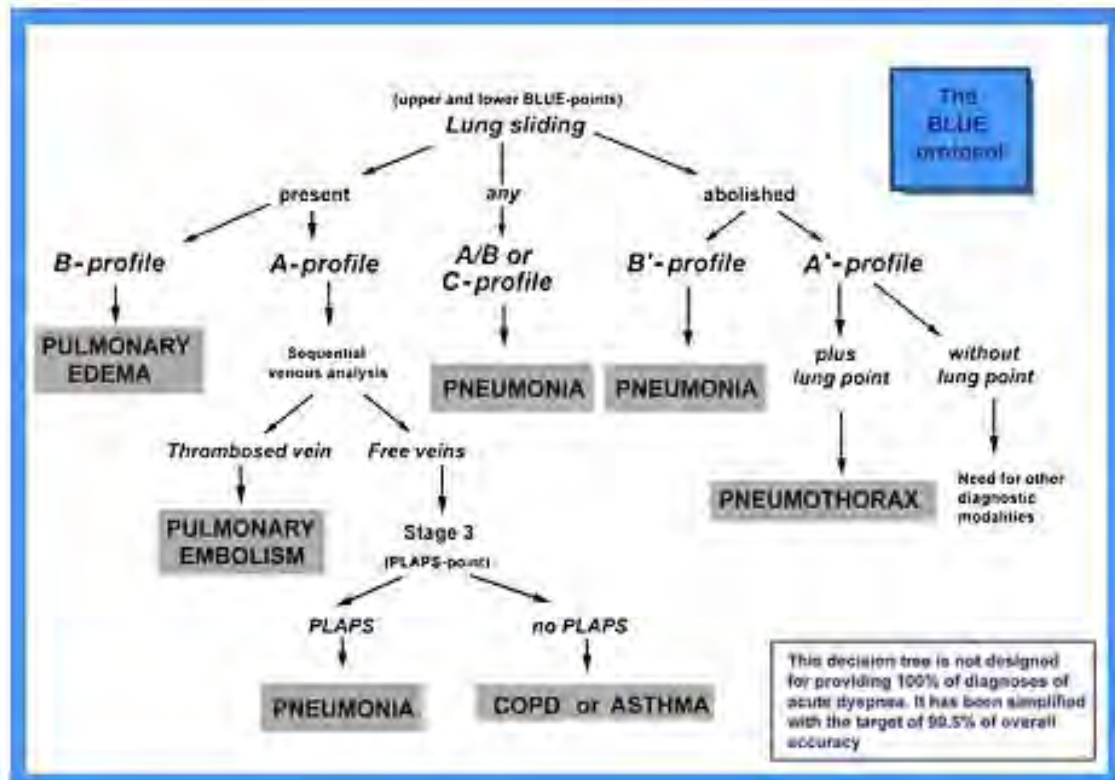 (upper and lower BLUE-points)
Lung sliding
The
BLUE
protocol
present
any
abolished
B-profile
A-profile
A/B or
C-profile
B'-profile
A'-profile
PULMONARY
EDEMA
Sequential
venous analysis
PNEUMONIA
PNEUMONIA
plus
lung point
without
lung point
Thrombosed vein
Free veins
PULMONARY
EMBOLISM
Stage 3
(PLAPS-point)
PNEUMOTHORAX
Need for other
diagnostic
modalities
PLAPS
no PLAPS
PNEUMONIA
COPD or ASTHMA
This decision tree is not designed
for providing 100% of diagnoses of
acute dyspnea. It has been simplified
with the target of 90.5% of overall
accuracy